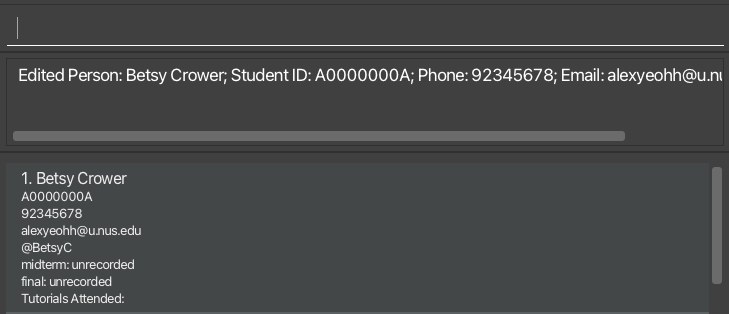 Edited Person: Betsy Crower; Student ID: A0000000A; Phone: 92345678; Email: alexyeohh@u.nu
1. Betsy Crower
A0000000A
92345678
alexyeohh@u.nus.edu
@BetsyC
midterm: unrecorded
final: unrecorded
Tutorials Attended: